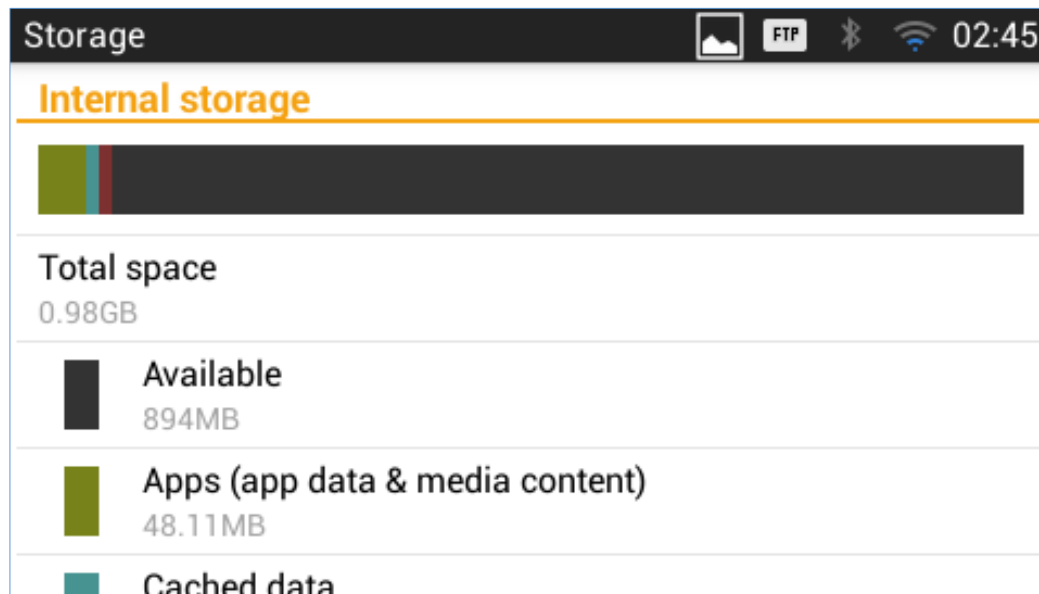 Storage FTP 02:45
Internal storage
Total space
0.98GB
Available
894MB
Apps (app data & media content)
48.11MB
Cached data